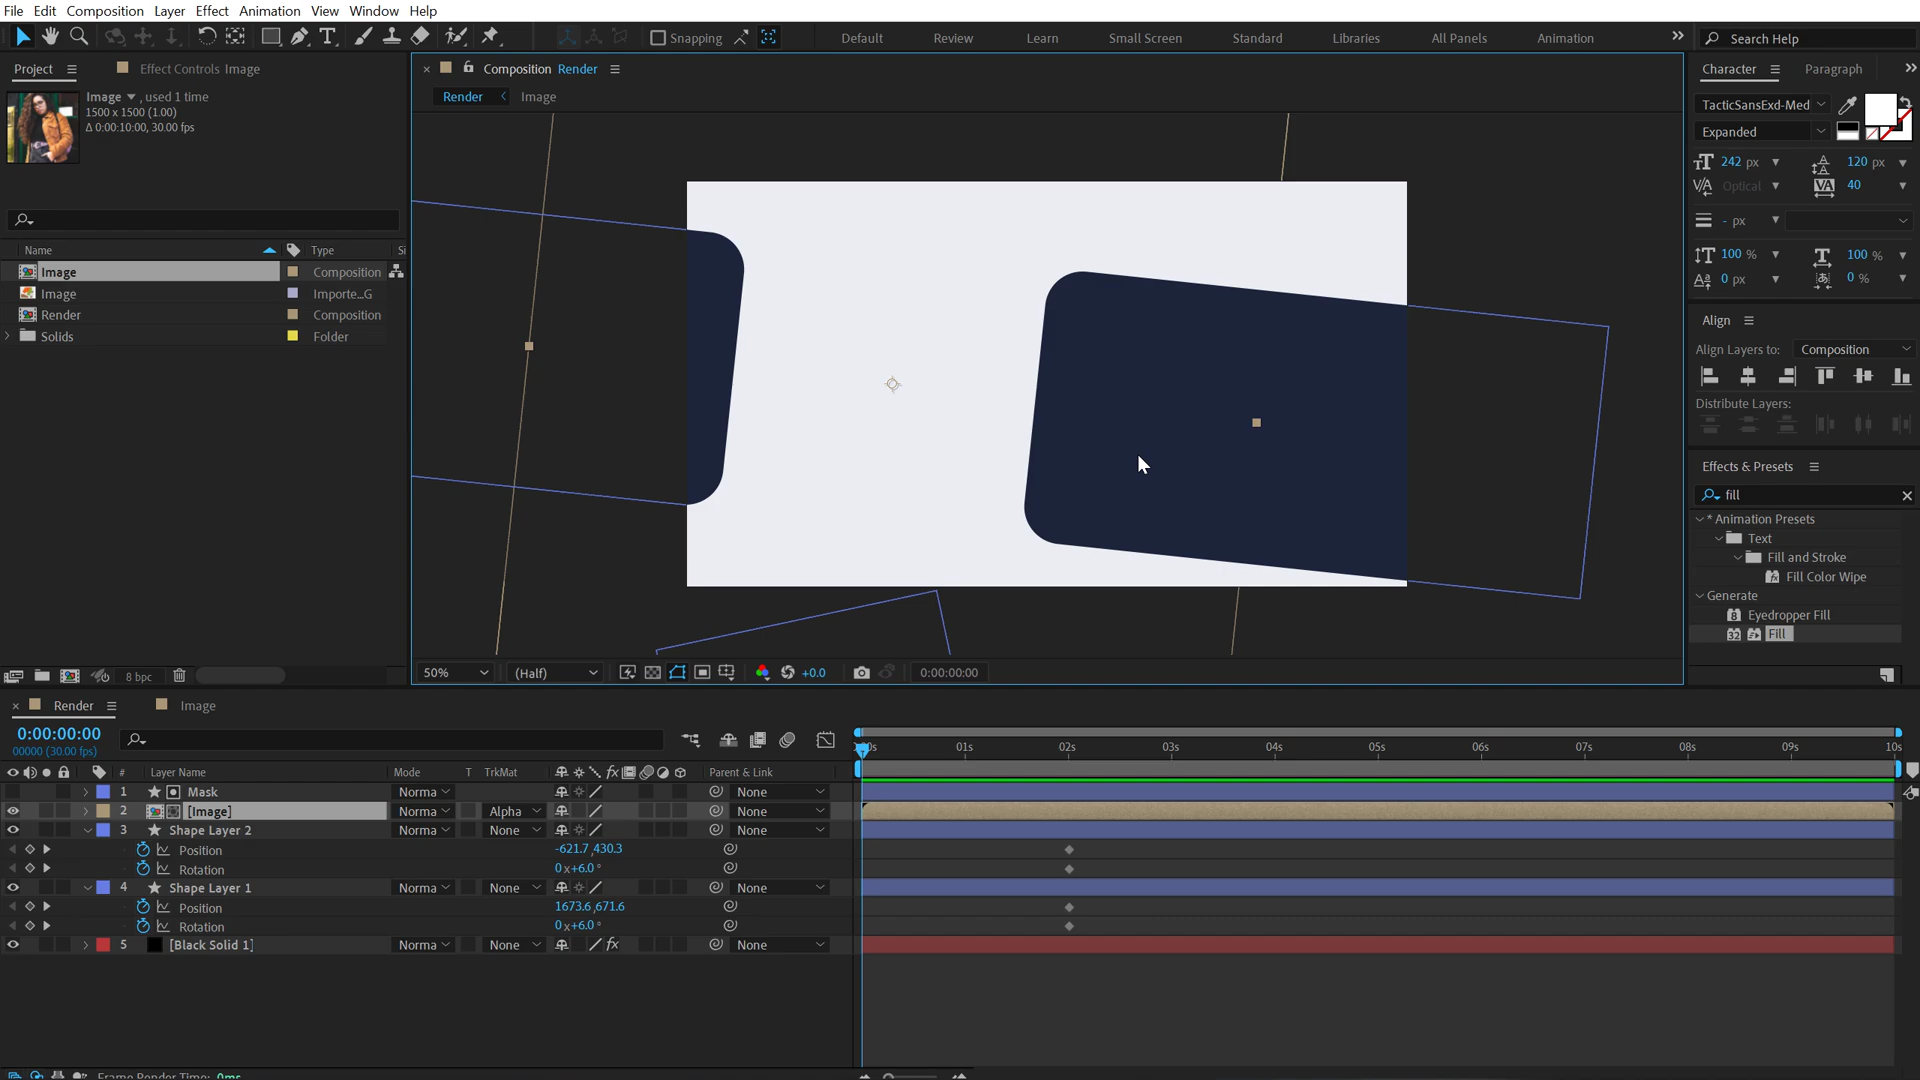 File Edit Composition Layer Effect Animation View Window Help
Snapping
Default Review Learn Small Screen Standard Libraries All Panels Animation
Search Help
Project
Effect Controls Image
Image , used 1 time
1500 x 1500 (1.00)
Δ 0:00:10:00, 30.00 fps
Name Type Si
Image Composition
Image Importe...G
Render Composition
Solids Folder
8 bpc
Composition Render
Render Image
50% (Half) +0.0 0:00:00:00
Character Paragraph
TacticSansExd-Med
Expanded
242 px 120 px
Optical 40
- px
100 % 100 %
0 px 0 %
Align
Align Layers to: Composition
Distribute Layers:
Effects & Presets
fill
* Animation Presets
Text
Fill and Stroke
Fill Color Wipe
Generate
Eyedropper Fill
32 Fill
Render Image
0:00:00:00
00000 (30.00 fps)
# Layer Name Mode T TrkMat Parent & Link
:00s 01s 02s 03s 04s 05s 06s 07s 08s 09s 10s
1 Mask Norma None
2 [Image] Norma Alpha None
3 Shape Layer 2 Norma None None
Position -621.7,430.3
Rotation 0x+6.0°
4 Shape Layer 1 Norma None None
Position 1673.6,671.6
Rotation 0x+6.0°
5 [Black Solid 1] Norma None None
Frame Render Time: 0ms